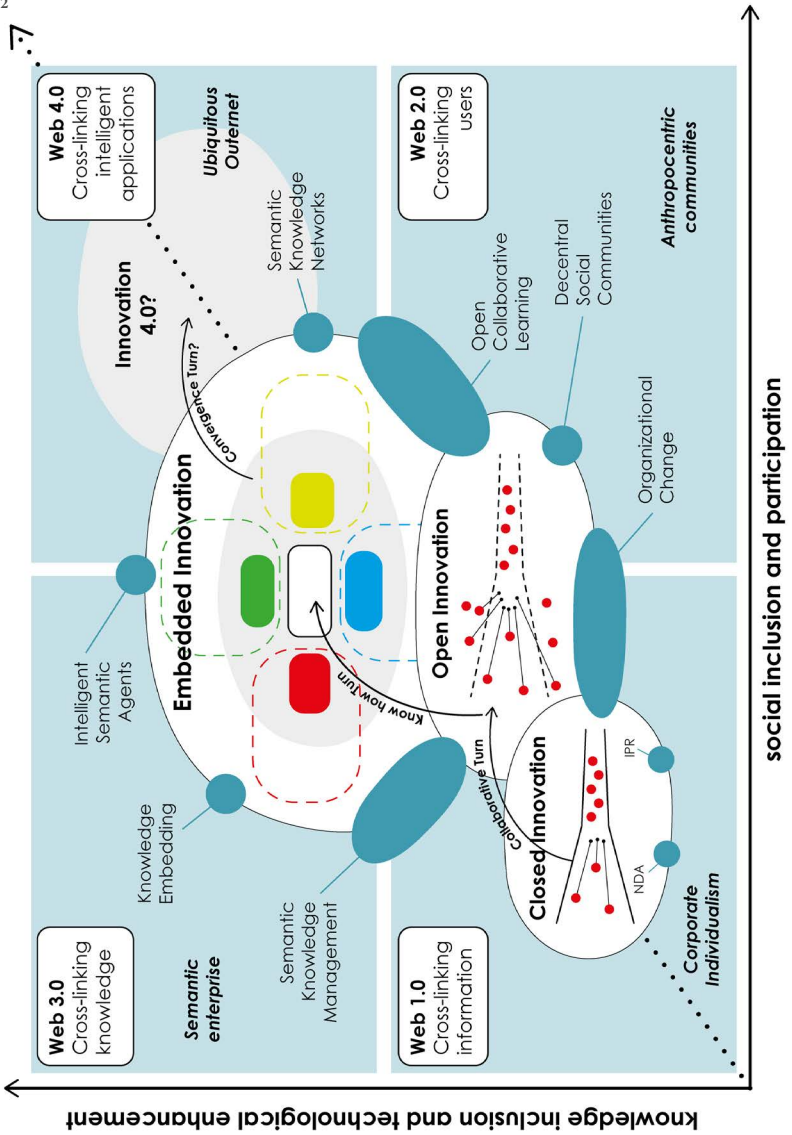 2
Web 3.0
Cross-linking
knowledge
Semantic
enterprise
Knowledge
Embedding
Intelligent
Semantic
Agents
Semantic
Knowledge
Management
Embedded Innovation
Know how Turn
Convergence Turn?
Innovation
4.0?
Web 4.0
Cross-linking
intelligent
applications
Ubiquitous
Outernet
Semantic
Knowledge
Networks
Web 1.0
Cross-linking
information
Corporate
Individualism
Closed Innovation
NDA
IPR
Collaborative Turn
Open Innovation
Organizational
Change
Open
Collaborative
Learning
Decentral
Social
Communities
Web 2.0
Cross-linking
users
Anthropocentric
communities
knowledge inclusion and technological enhancement
social inclusion and participation